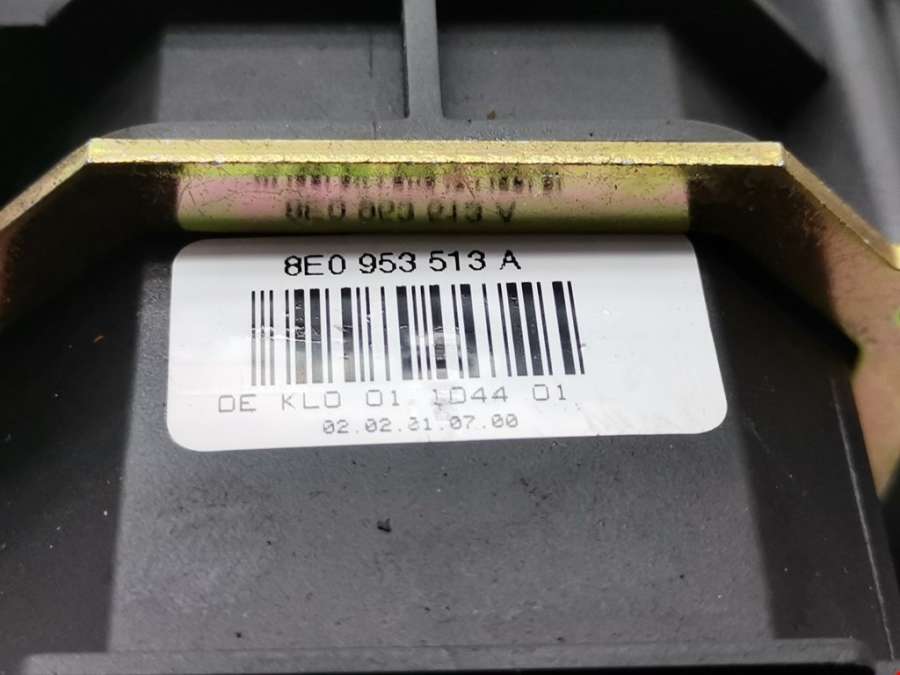 8E0 953 513 A
DE KLO 01 1D44 01
02.02.01.07.00